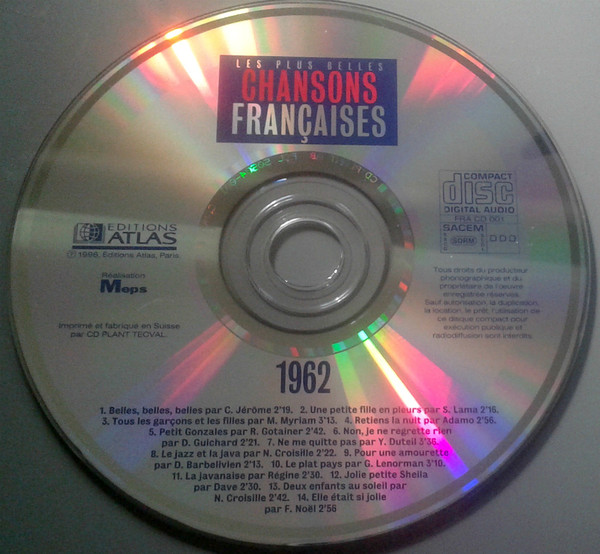 LES PLUS BELLES
CHANSONS
FRANÇAISES
COMPACT
disc
DIGITAL AUDIO
FRA CD 601
SACEM
SDRM
DDD
EDITIONS
ATLAS
℗ 1996, Editions Atlas, Paris.
Réalisation
Meps
Imprimé et fabriqué en Suisse
par CD PLANT TECVAL.
Tous droits du producteur
phonographique et du
propriétaire de l'oeuvre
enregistrée réservés.
Sauf autorisation, la duplication,
la location, le prêt, l'utilisation de
ce disque compact pour
exécution publique et
radiodiffusion sont interdits.
1962
1. Belles, belles, belles par C. Jérôme 2'19. 2. Une petite fille en pleurs par S. Lama 2'16.
3. Tous les garçons et les filles par M. Myriam 3'13. 4. Retiens la nuit par Adamo 2'56.
5. Petit Gonzales par R. Gotainer 2'42. 6. Non, je ne regrette rien
par D. Guichard 2'21. 7. Ne me quitte pas par Y. Duteil 3'36.
8. Le jazz et la java par N. Croisille 2'22. 9. Pour une amourette
par D. Barbelivien 2'13. 10. Le plat pays par G. Lenorman 3'10.
11. La javanaise par Régine 2'30. 12. Jolie petite Sheila
par Dave 2'30. 13. Deux enfants au soleil par
N. Croisille 2'42. 14. Elle était si jolie
par F. Noël 2'56